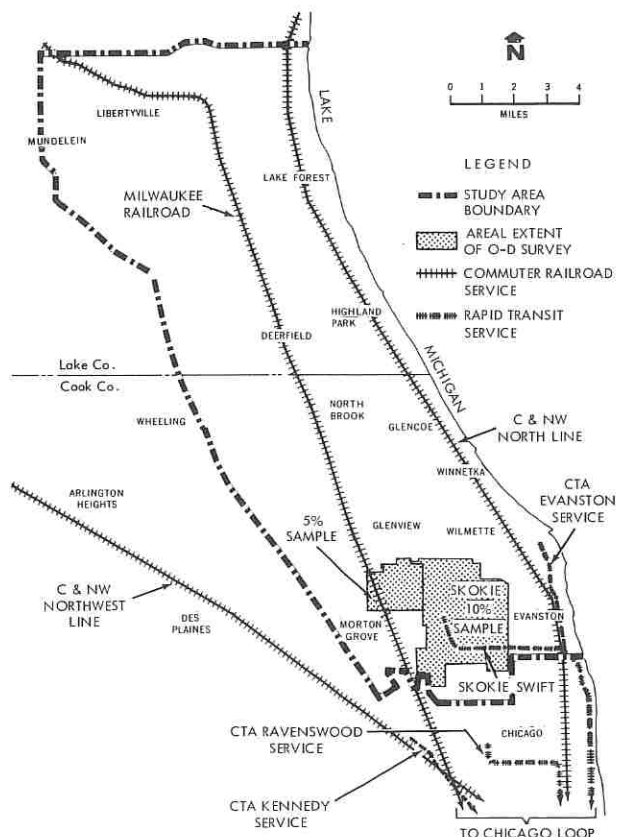 N
0 1 2 3 4
MILES
LEGEND
STUDY AREA
BOUNDARY
AREAL EXTENT
OF O-D SURVEY
COMMUTER RAILROAD
SERVICE
RAPID TRANSIT
SERVICE
LAKE
MICHIGAN
LIBERTYVILLE
MUNDELEIN
MILWAUKEE
RAILROAD
LAKE FOREST
HIGHLAND
PARK
DEERFIELD
Lake Co.
Cook Co.
WHEELING
NORTH
BROOK
GLENCOE
C & NW
NORTH LINE
WINNETKA
CTA
EVANSTON
SERVICE
ARLINGTON
HEIGHTS
5%
SAMPLE
GLENVIEW
WILMETTE
C & NW
NORTHWEST
LINE
DES
PLAINES
MORTON
GROVE
SKOKIE
10%
SAMPLE
EVANSTON
SKOKIE SWIFT
CTA RAVENSWOOD
SERVICE
CHICAGO
CTA KENNEDY
SERVICE
TO CHICAGO LOOP